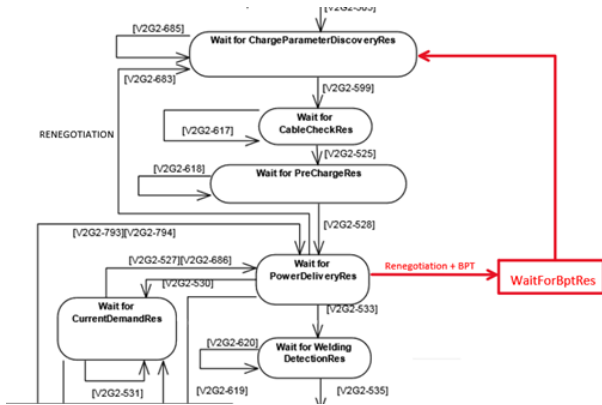 [V2G2-685]
Wait for ChargeParameterDiscoveryRes
[V2G2-683]
[V2G2-599]
RENEGOTIATION
[V2G2-617]
Wait for
CableCheckRes
[V2G2-525]
[V2G2-618]
Wait for PreChargeRes
[V2G2-528]
[V2G2-793][V2G2-794]
[V2G2-527][V2G2-686]
Wait for
PowerDeliveryRes
Renegotiation + BPT
WaitForBptRes
[V2G2-530]
Wait for
CurrentDemandRes
[V2G2-533]
[V2G2-620]
Wait for Welding
DetectionRes
[V2G2-531]
[V2G2-619]
[V2G2-535]